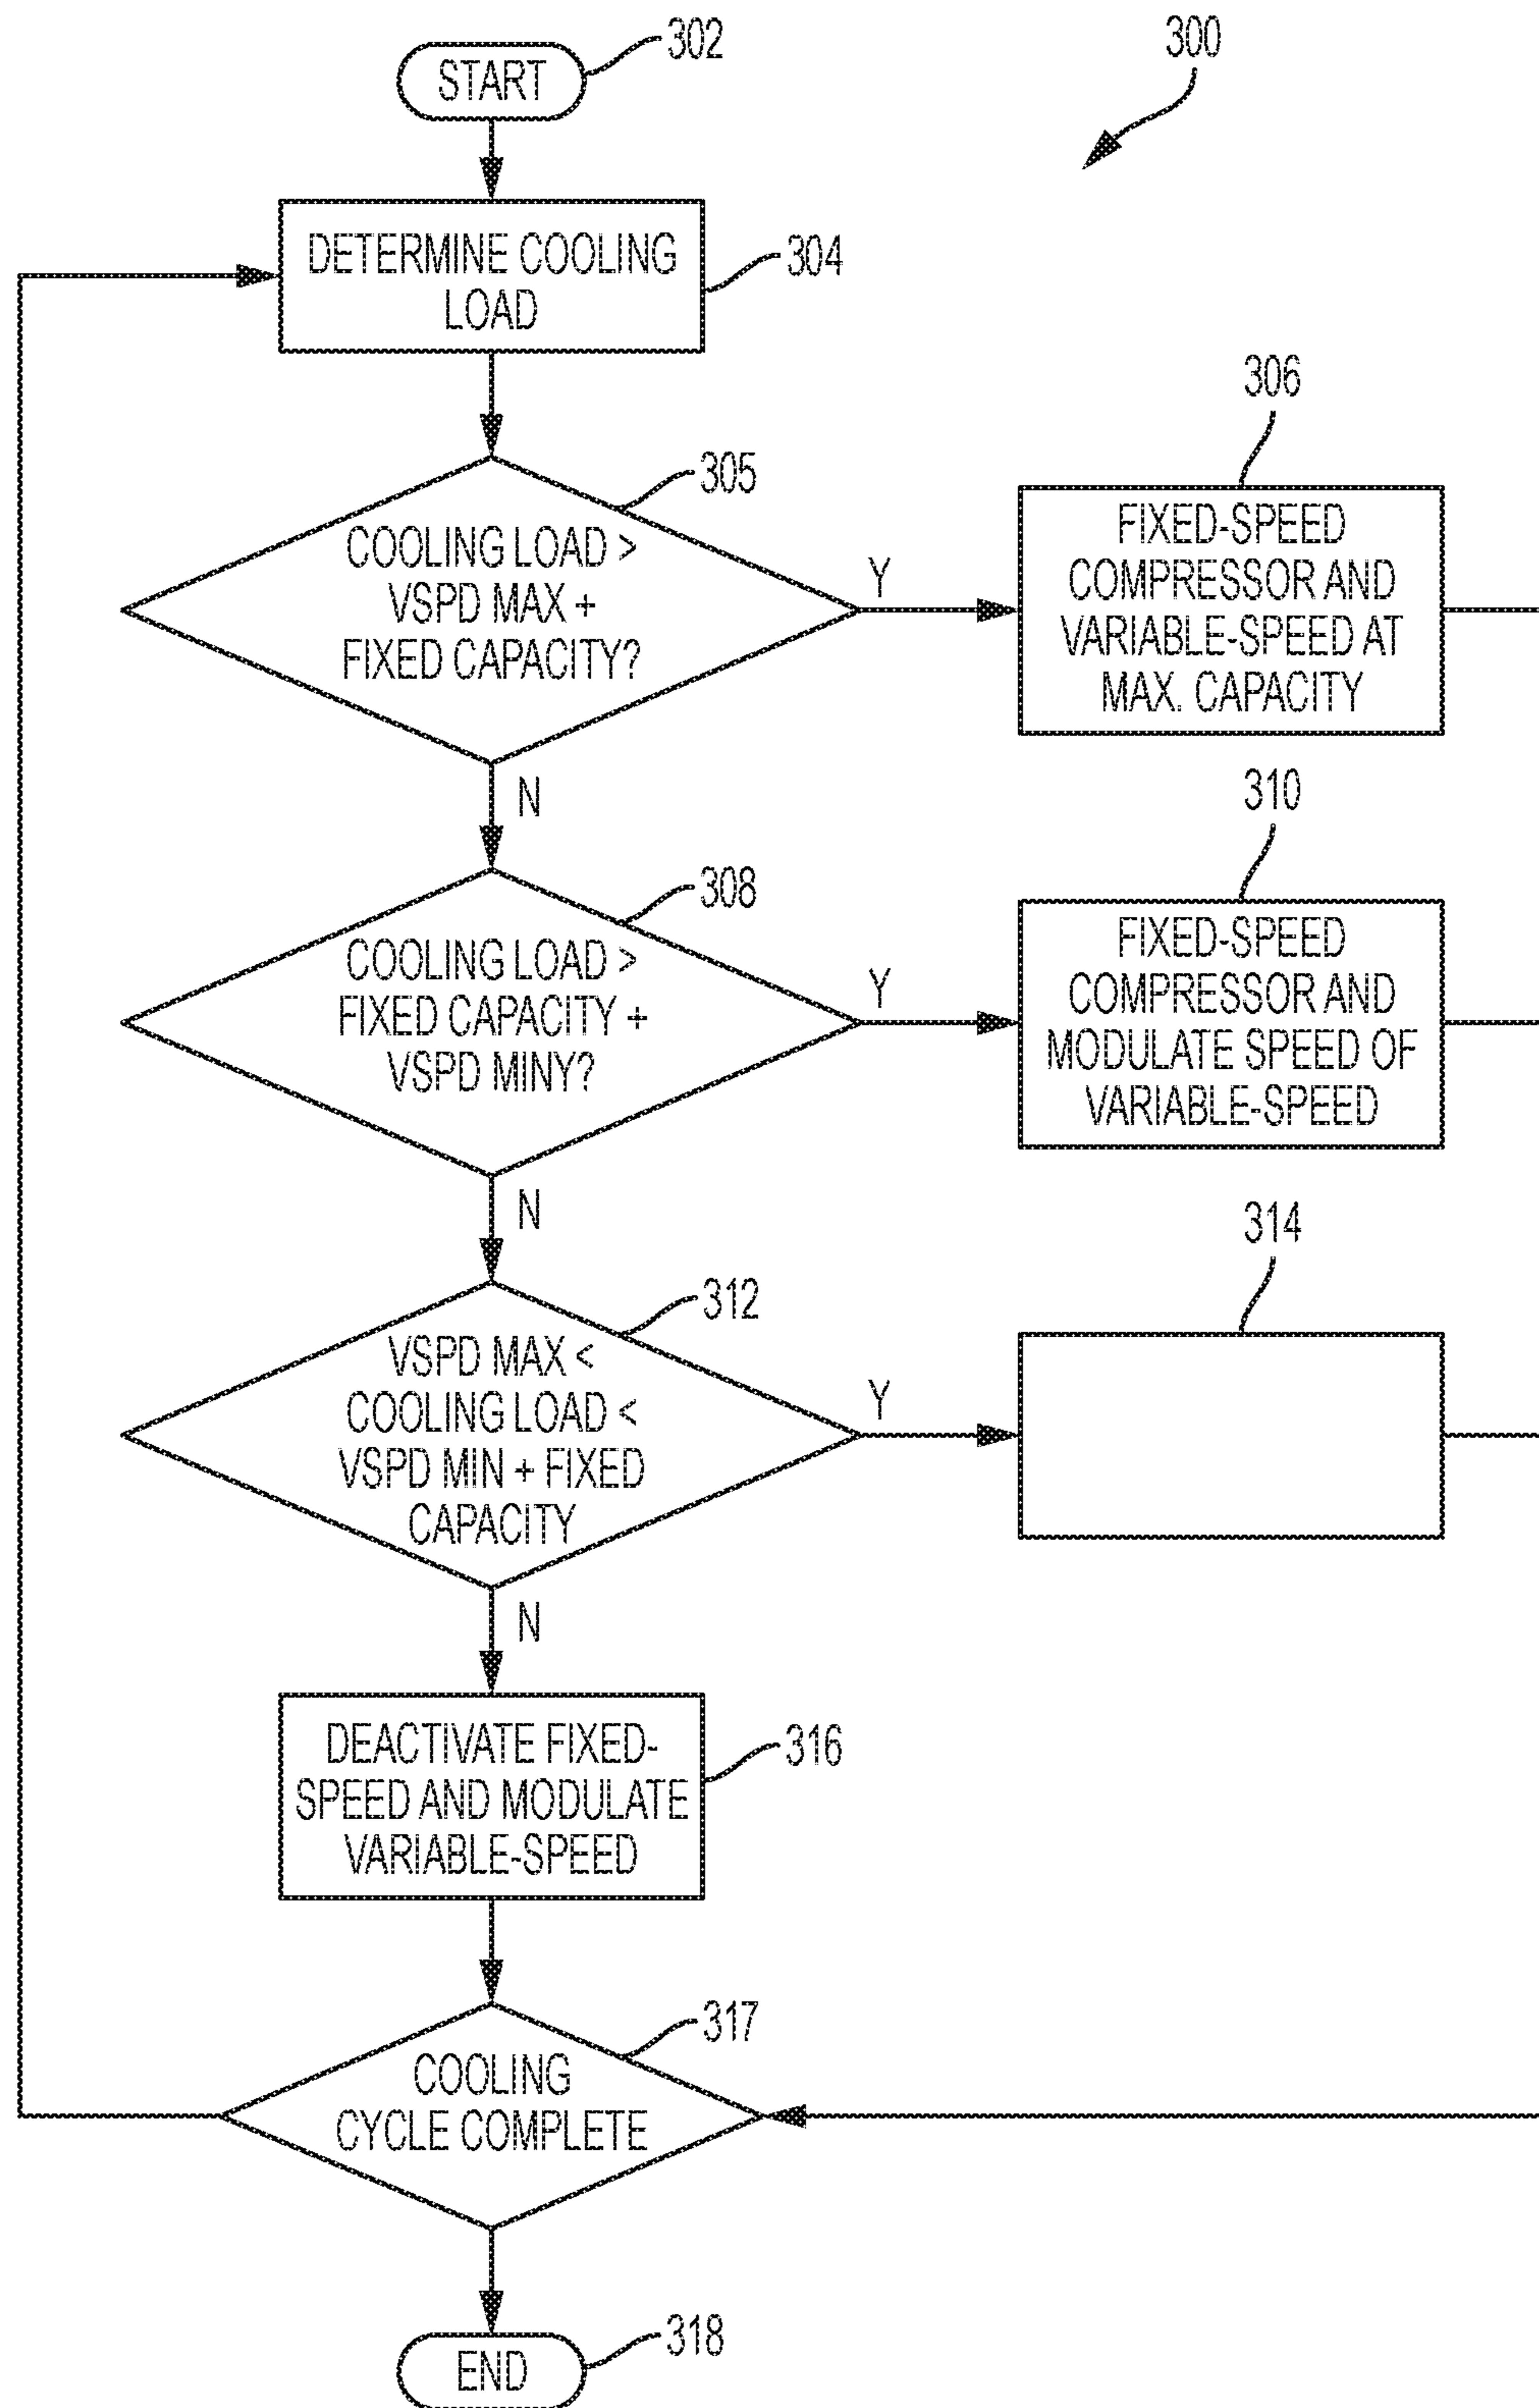 300
START
302
DETERMINE COOLING
LOAD
304
COOLING LOAD >
VSPD MAX +
FIXED CAPACITY?
305
Y
N
306
FIXED-SPEED
COMPRESSOR AND
VARIABLE-SPEED AT
MAX. CAPACITY
COOLING LOAD >
FIXED CAPACITY +
VSPD MINY?
308
Y
N
310
FIXED-SPEED
COMPRESSOR AND
MODULATE SPEED OF
VARIABLE-SPEED
VSPD MAX <
COOLING LOAD <
VSPD MIN + FIXED
CAPACITY
312
Y
N
314
DEACTIVATE FIXED-
SPEED AND MODULATE
VARIABLE-SPEED
316
COOLING
CYCLE COMPLETE
317
END
318